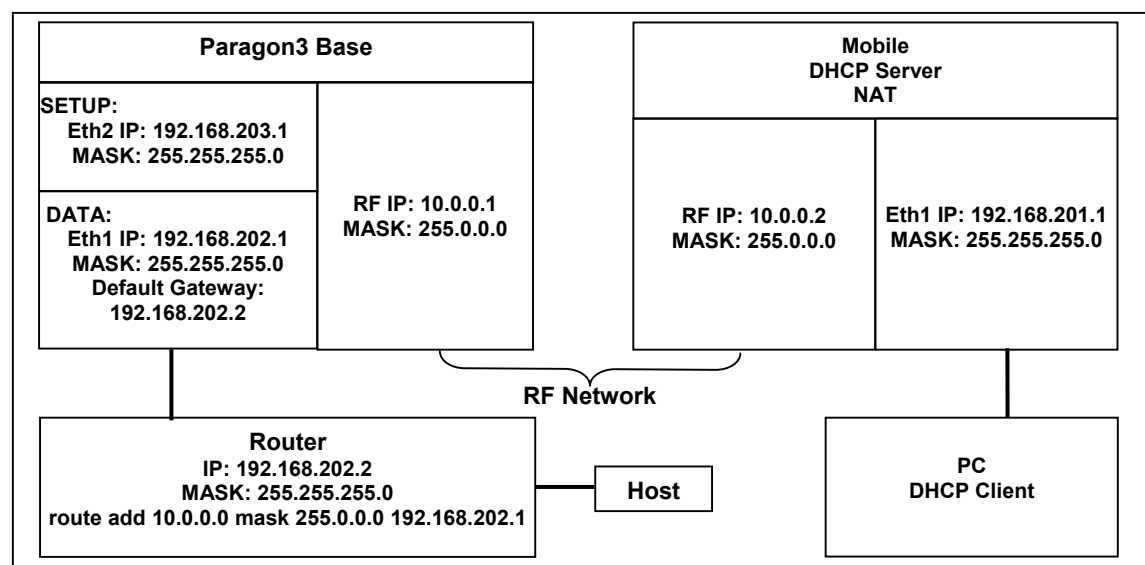 Paragon3 Base
SETUP:
Eth2 IP: 192.168.203.1
MASK: 255.255.255.0
DATA:
Eth1 IP: 192.168.202.1
MASK: 255.255.255.0
Default Gateway:
192.168.202.2
RF IP: 10.0.0.1
MASK: 255.0.0.0
Mobile
DHCP Server
NAT
RF IP: 10.0.0.2
MASK: 255.0.0.0
Eth1 IP: 192.168.201.1
MASK: 255.255.255.0
RF Network
Router
IP: 192.168.202.2
MASK: 255.255.255.0
route add 10.0.0.0 mask 255.0.0.0 192.168.202.1
Host
PC
DHCP Client